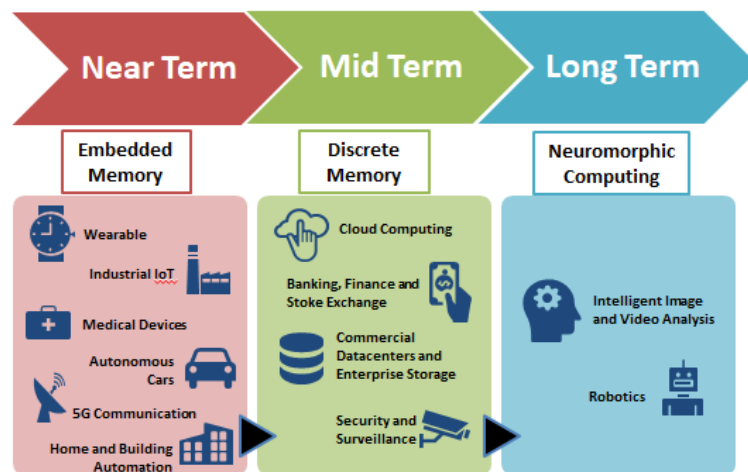 Near Term
Mid Term
Long Term
Embedded
Memory
Discrete
Memory
Neuromorphic
Computing
Wearable
Industrial IoT
Medical Devices
Autonomous
Cars
5G Communication
Home and Building
Automation
Cloud Computing
Banking, Finance and
Stoke Exchange
Commercial
Datacenters and
Enterprise Storage
Security and
Surveillance
Intelligent Image
and Video Analysis
Robotics